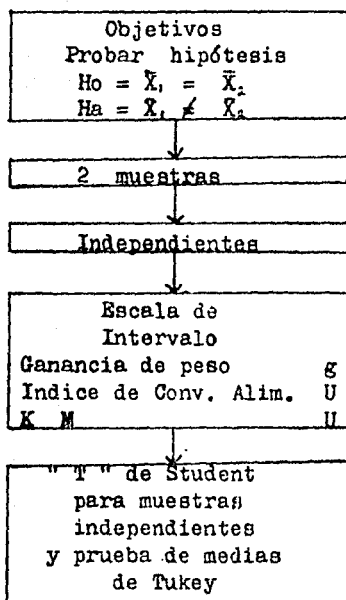 Objetivos
Probar hipótesis
Ho = X̄₁ = X̄₂
Ha = X̄₁ ≠ X̄₂
2 muestras
Independientes
Escala de
Intervalo
Ganancia de peso g
Indice de Conv. Alim. U
K M U
" T " de Student
para muestras
independientes
y prueba de medias
de Tukey